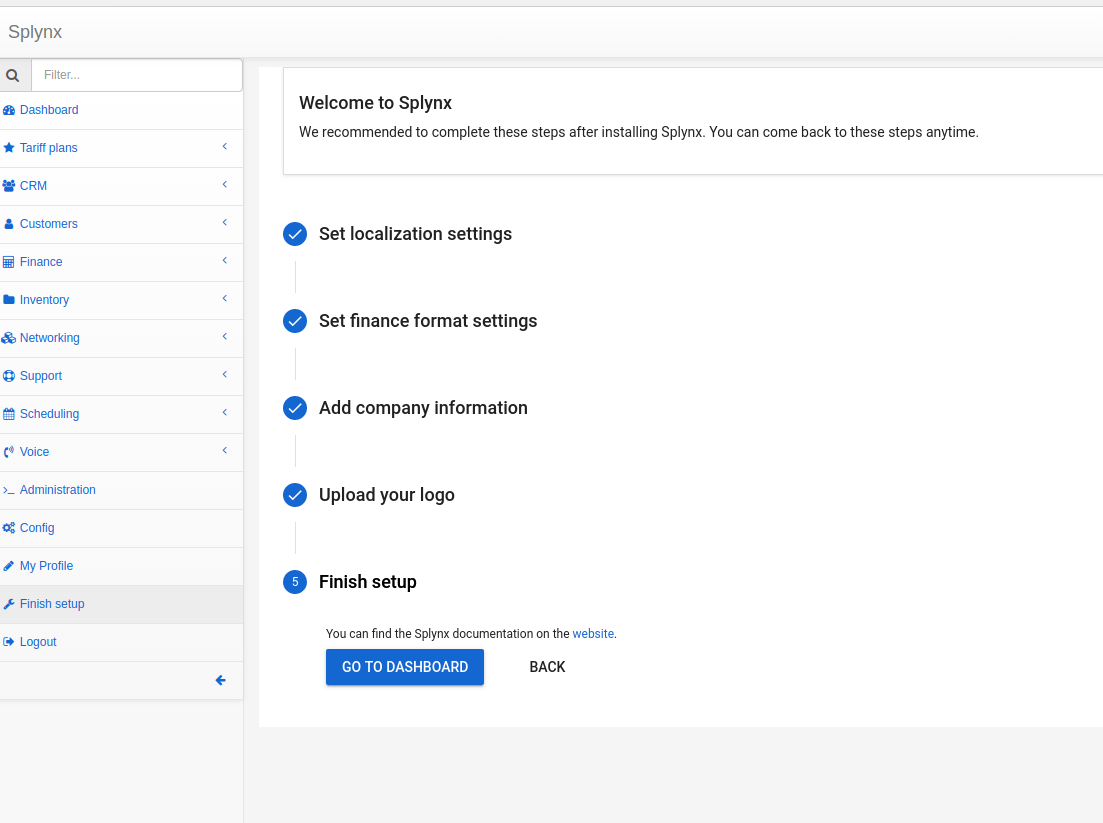 Splynx
Filter...
Dashboard
Tariff plans
CRM
Customers
Finance
Inventory
Networking
Support
Scheduling
Voice
Administration
Config
My Profile
Finish setup
Logout
Welcome to Splynx
We recommended to complete these steps after installing Splynx. You can come back to these steps anytime.
Set localization settings
Set finance format settings
Add company information
Upload your logo
5 Finish setup
You can find the Splynx documentation on the website.
GO TO DASHBOARD BACK